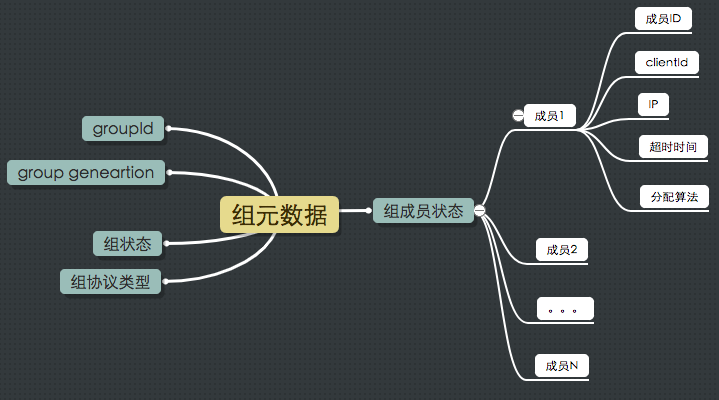 组元数据
groupId
group geneartion
组状态
组协议类型
组成员状态
成员1
成员ID
clientId
IP
超时时间
分配算法
成员2
。。。
成员N